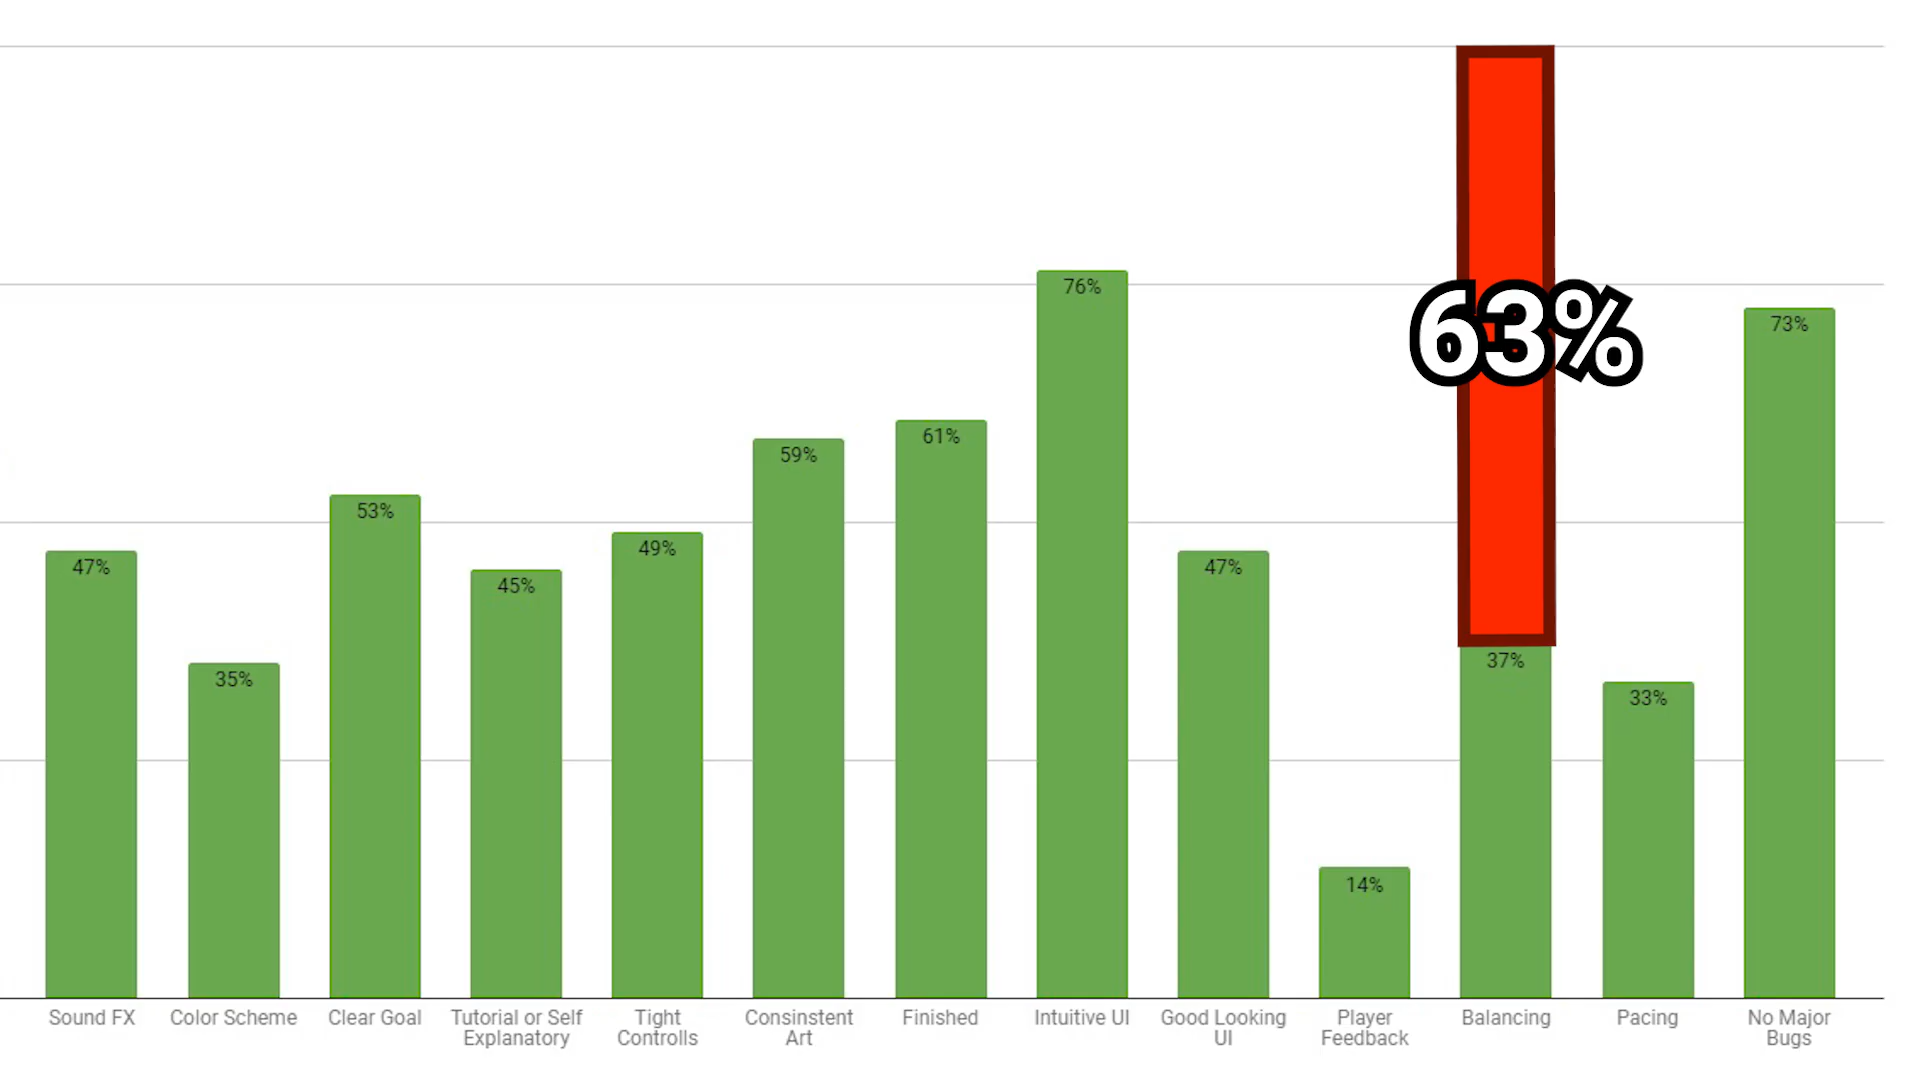 76%
63%
73%
61%
59%
53%
49%
47%
47%
45%
37%
35%
33%
14%
Sound FX
Color Scheme
Clear Goal
Tutorial or Self
Explanatory
Tight
Controlls
Consinstent
Art
Finished
Intuitive UI
Good Looking
UI
Player
Feedback
Balancing
Pacing
No Major
Bugs